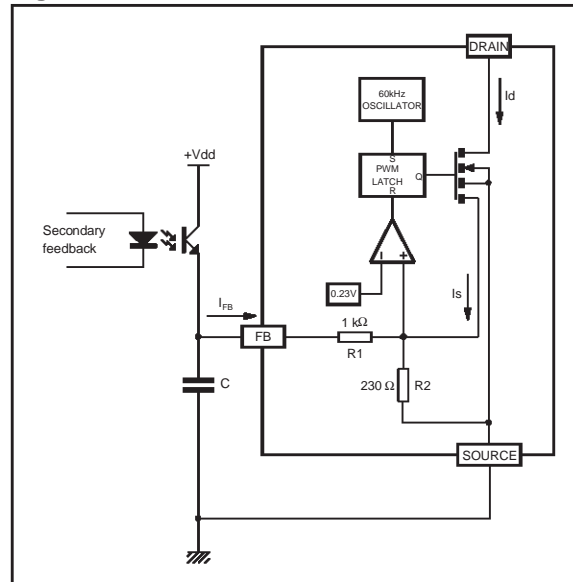 DRAIN
60kHz
OSCILLATOR
Id
+Vdd
S
PWM
LATCH
Q
R
Secondary
feedback
0.23V
Is
I_FB
1 kΩ
FB
R1
C
230 Ω
R2
SOURCE